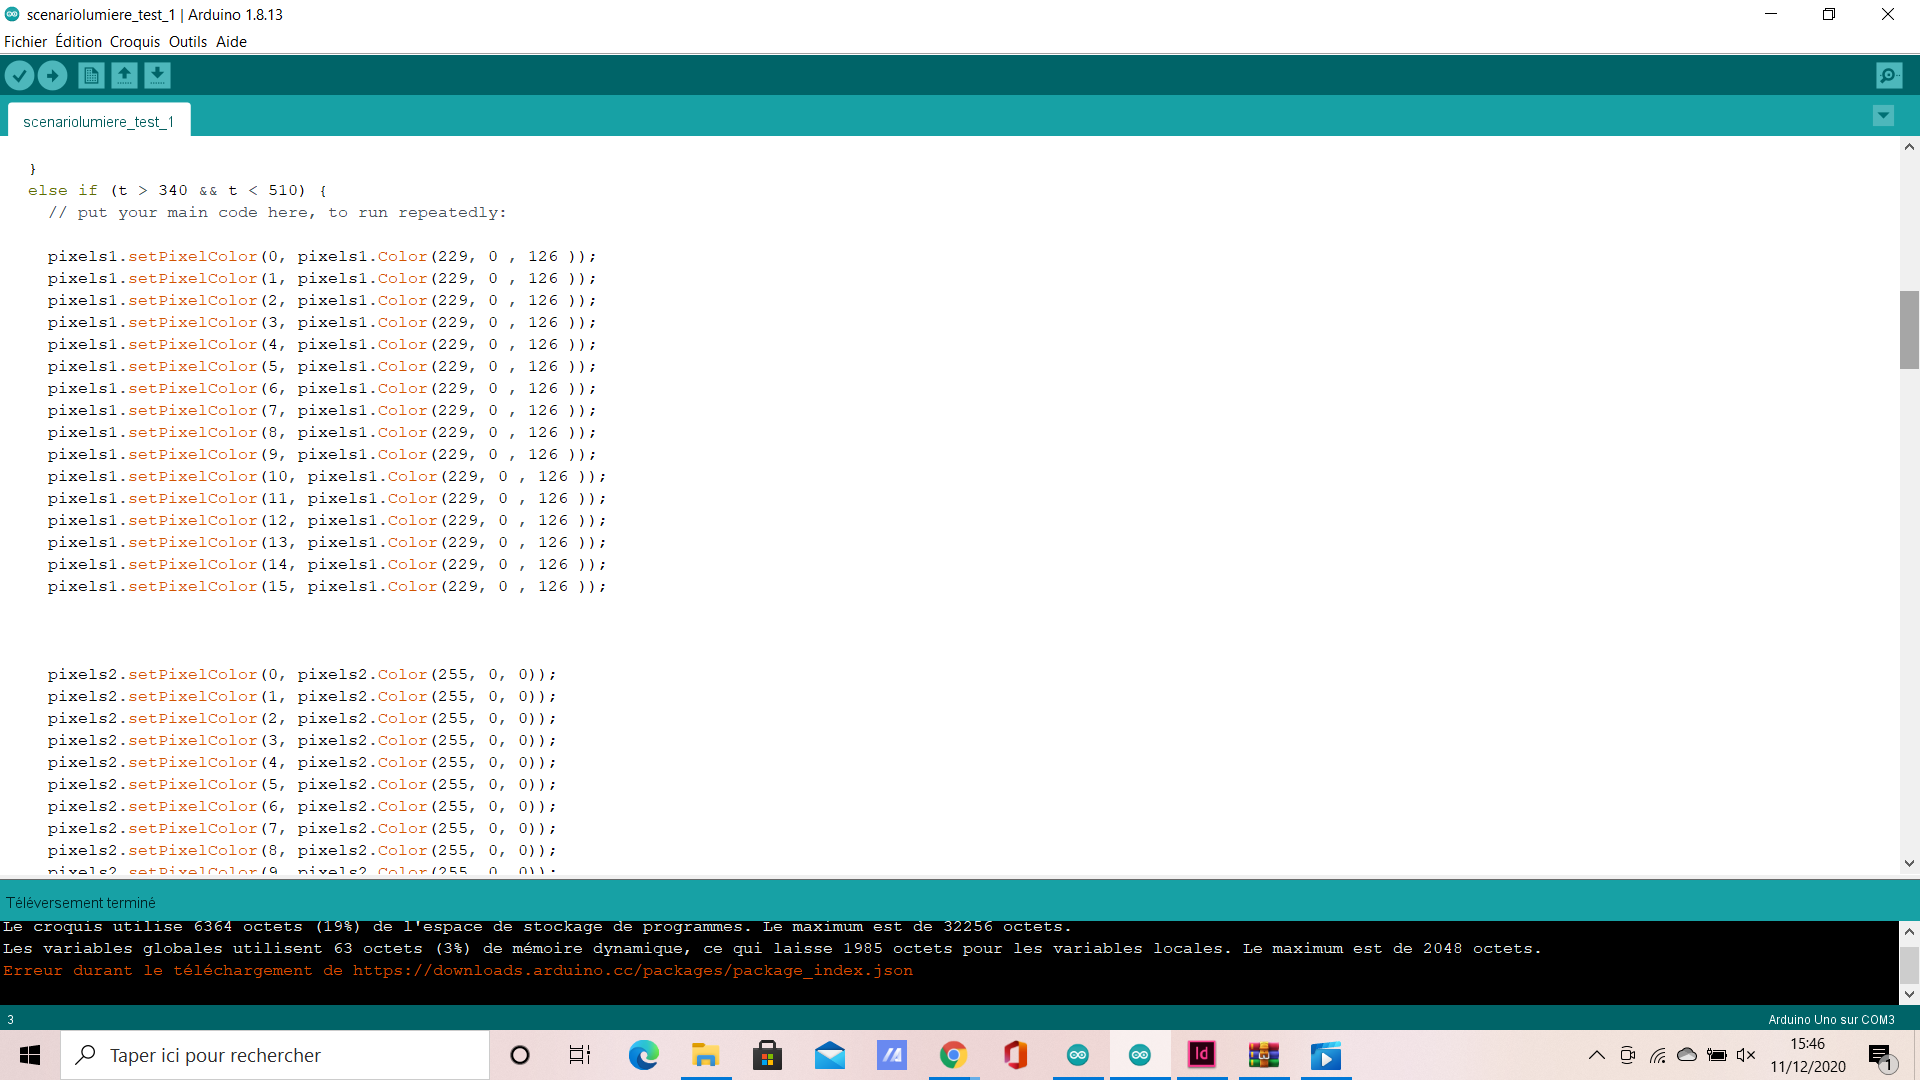 scenariolumiere_test_1 | Arduino 1.8.13
Fichier Édition Croquis Outils Aide
scenariolumiere_test_1
}
else if (t > 340 && t < 510) {
// put your main code here, to run repeatedly:
pixels1.setPixelColor(0, pixels1.Color(229, 0 , 126 ));
pixels1.setPixelColor(1, pixels1.Color(229, 0 , 126 ));
pixels1.setPixelColor(2, pixels1.Color(229, 0 , 126 ));
pixels1.setPixelColor(3, pixels1.Color(229, 0 , 126 ));
pixels1.setPixelColor(4, pixels1.Color(229, 0 , 126 ));
pixels1.setPixelColor(5, pixels1.Color(229, 0 , 126 ));
pixels1.setPixelColor(6, pixels1.Color(229, 0 , 126 ));
pixels1.setPixelColor(7, pixels1.Color(229, 0 , 126 ));
pixels1.setPixelColor(8, pixels1.Color(229, 0 , 126 ));
pixels1.setPixelColor(9, pixels1.Color(229, 0 , 126 ));
pixels1.setPixelColor(10, pixels1.Color(229, 0 , 126 ));
pixels1.setPixelColor(11, pixels1.Color(229, 0 , 126 ));
pixels1.setPixelColor(12, pixels1.Color(229, 0 , 126 ));
pixels1.setPixelColor(13, pixels1.Color(229, 0 , 126 ));
pixels1.setPixelColor(14, pixels1.Color(229, 0 , 126 ));
pixels1.setPixelColor(15, pixels1.Color(229, 0 , 126 ));
pixels2.setPixelColor(0, pixels2.Color(255, 0, 0));
pixels2.setPixelColor(1, pixels2.Color(255, 0, 0));
pixels2.setPixelColor(2, pixels2.Color(255, 0, 0));
pixels2.setPixelColor(3, pixels2.Color(255, 0, 0));
pixels2.setPixelColor(4, pixels2.Color(255, 0, 0));
pixels2.setPixelColor(5, pixels2.Color(255, 0, 0));
pixels2.setPixelColor(6, pixels2.Color(255, 0, 0));
pixels2.setPixelColor(7, pixels2.Color(255, 0, 0));
pixels2.setPixelColor(8, pixels2.Color(255, 0, 0));
pixels2.setPixelColor(9, pixels2.Color(255, 0, 0));
Téléversement terminé
Le croquis utilise 6364 octets (19%) de l'espace de stockage de programmes. Le maximum est de 32256 octets.
Les variables globales utilisent 63 octets (3%) de mémoire dynamique, ce qui laisse 1985 octets pour les variables locales. Le maximum est de 2048 octets.
Erreur durant le téléchargement de https://downloads.arduino.cc/packages/package_index.json
3
Arduino Uno sur COM3
Taper ici pour rechercher
Id
15:46
11/12/2020
1